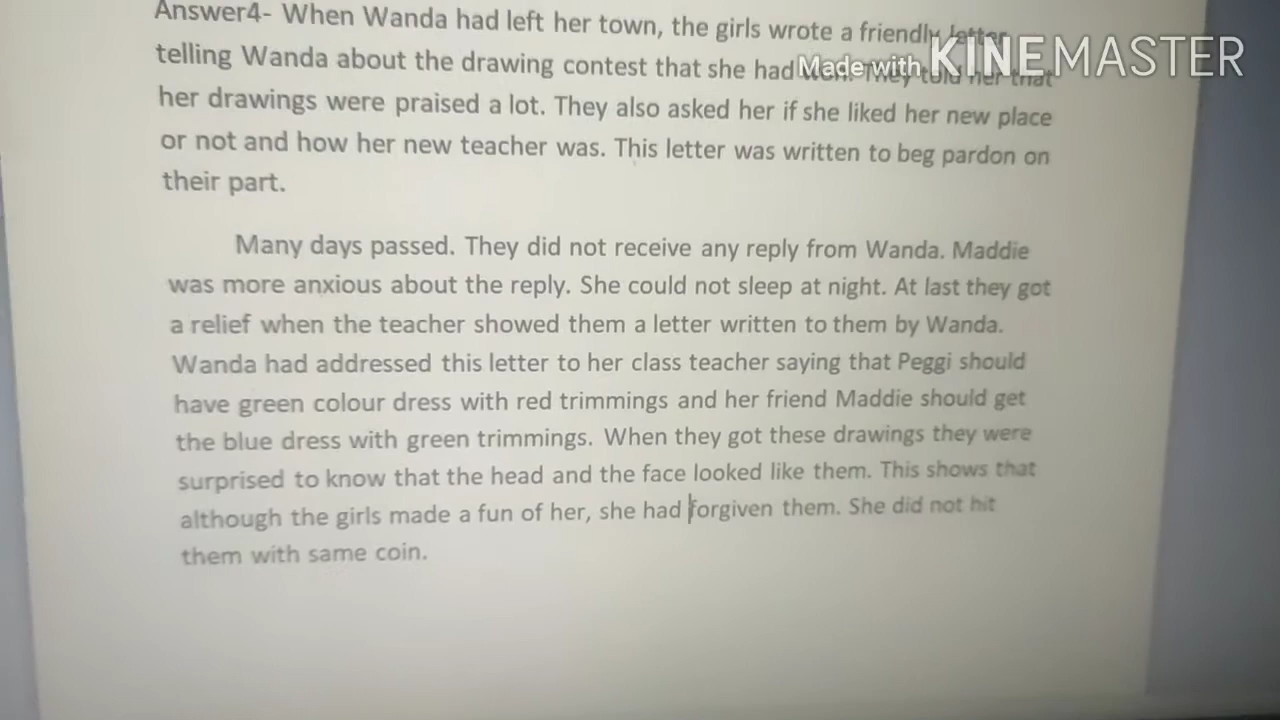 Answer4- When Wanda had left her town, the girls wrote a friendly letter
telling Wanda about the drawing contest that she had won. They told her that
Made with KINEMASTER
her drawings were praised a lot. They also asked her if she liked her new place
or not and how her new teacher was. This letter was written to beg pardon on
their part.
Many days passed. They did not receive any reply from Wanda. Maddie
was more anxious about the reply. She could not sleep at night. At last they got
a relief when the teacher showed them a letter written to them by Wanda.
Wanda had addressed this letter to her class teacher saying that Peggi should
have green colour dress with red trimmings and her friend Maddie should get
the blue dress with green trimmings. When they got these drawings they were
surprised to know that the head and the face looked like them. This shows that
although the girls made a fun of her, she had forgiven them. She did not hit
them with same coin.